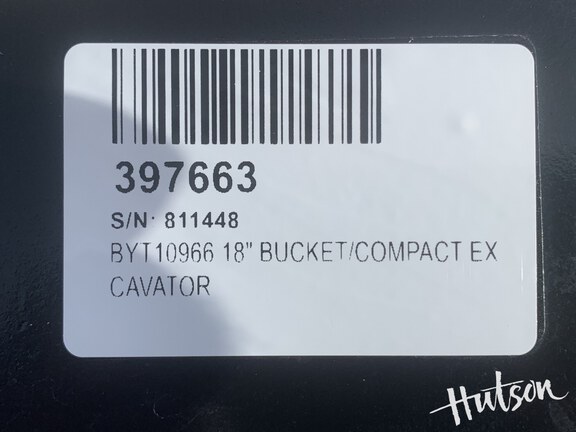 397663
S/N: 811448
BYT10966 18" BUCKET/COMPACT EX
CAVATOR
Hutson